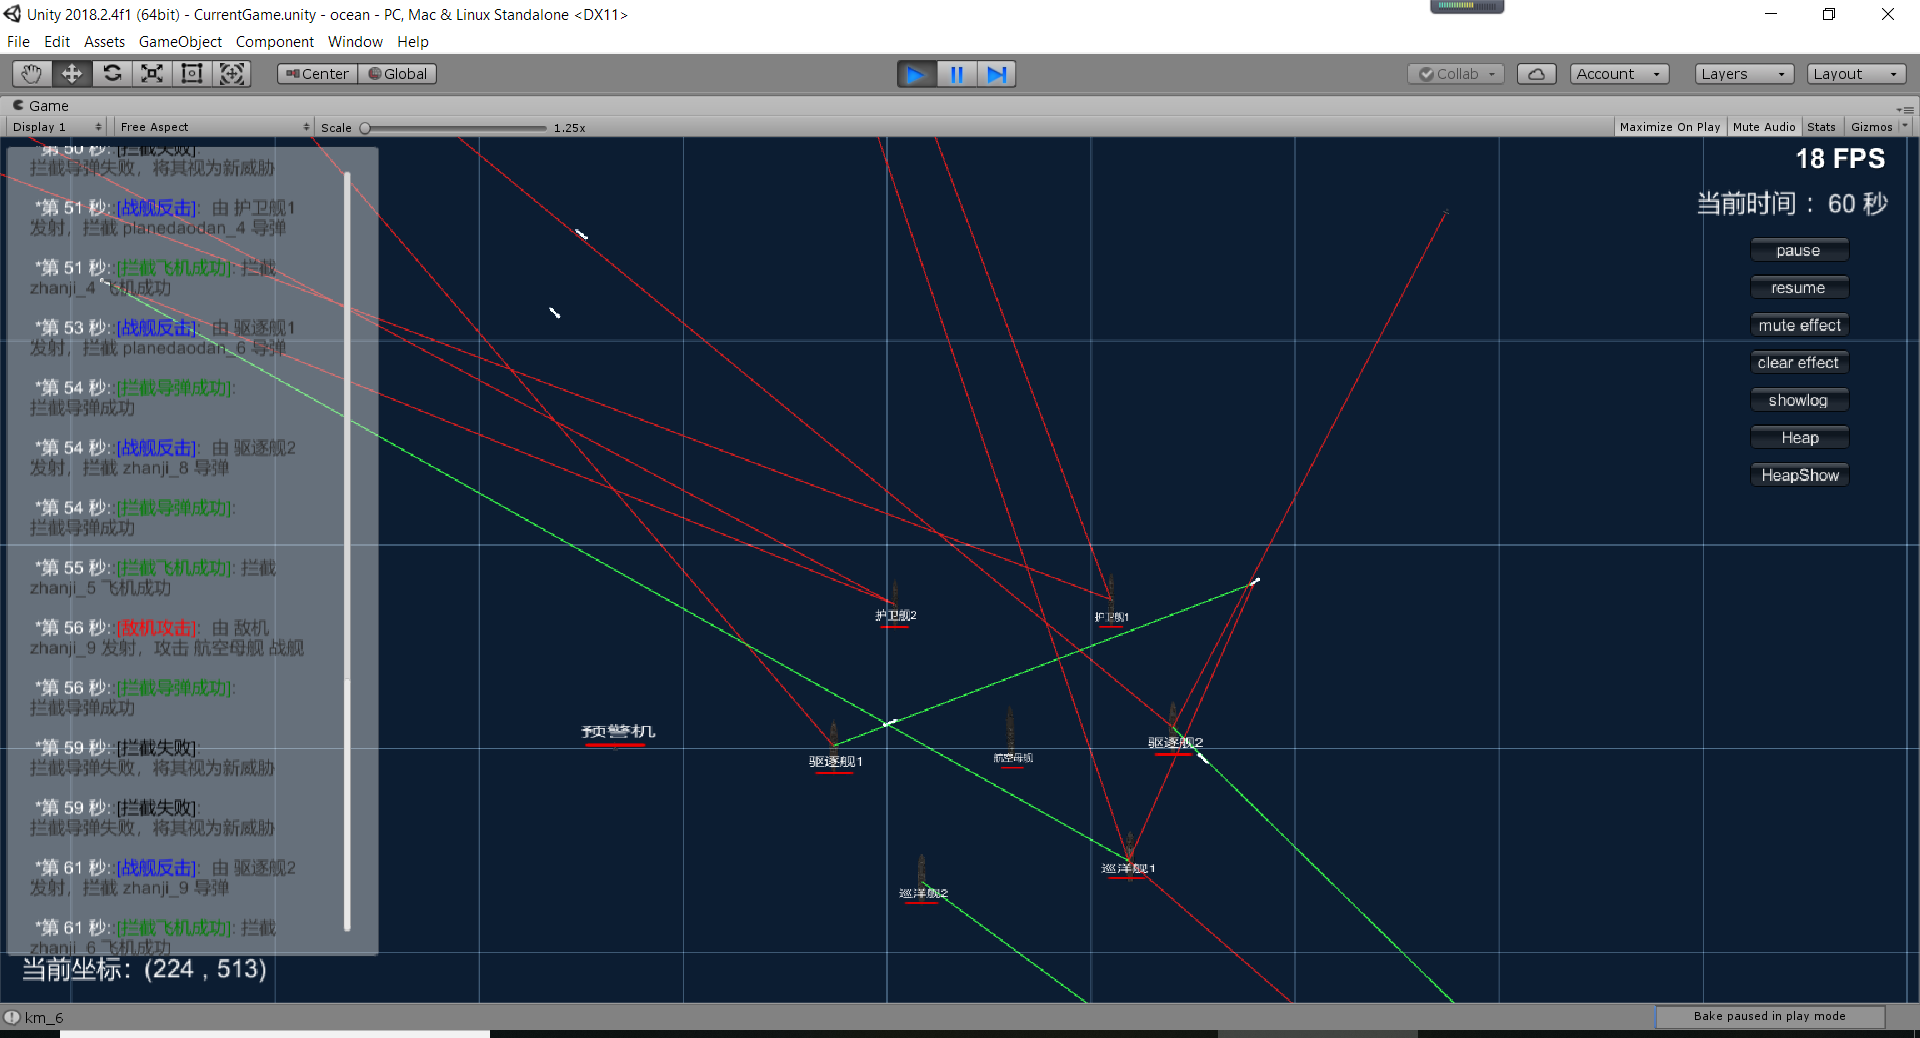 Unity 2018.2.4f1 (64bit) - CurrentGame.unity - ocean - PC, Mac & Linux Standalone <DX11>
File Edit Assets GameObject Component Window Help
Center Global Collab Account Layers Layout
Game
Display 1 Free Aspect Scale 1.25x Maximize On Play Mute Audio Stats Gizmos
18 FPS
当前时间 ： 60 秒
pause
resume
mute effect
clear effect
showlog
Heap
HeapShow
*第 50 秒:[拦截失败]:
拦截导弹失败，将其视为新威胁
*第 51 秒:[战舰反击]: 由 护卫舰1
发射，拦截 planedaodan_4 导弹
*第 51 秒:[拦截飞机成功]: 拦截
zhanji_4 飞机成功
*第 53 秒:[战舰反击]: 由 驱逐舰1
发射，拦截 planedaodan_6 导弹
*第 54 秒:[拦截导弹成功]:
拦截导弹成功
*第 54 秒:[战舰反击]: 由 驱逐舰2
发射，拦截 zhanji_8 导弹
*第 54 秒:[拦截导弹成功]:
拦截导弹成功
*第 55 秒:[拦截飞机成功]: 拦截
zhanji_5 飞机成功
*第 56 秒:[敌机攻击]: 由 敌机
zhanji_9 发射，攻击 航空母舰 战舰
*第 56 秒:[拦截导弹成功]:
拦截导弹成功
*第 59 秒:[拦截失败]:
拦截导弹失败，将其视为新威胁
*第 59 秒:[拦截失败]:
拦截导弹失败，将其视为新威胁
*第 61 秒:[战舰反击]: 由 驱逐舰2
发射，拦截 zhanji_9 导弹
*第 61 秒:[拦截飞机成功]: 拦截
zhanji_6 飞机成功
当前坐标：(224 , 513)
护卫舰2
护卫舰1
预警机
驱逐舰1
航空母舰
驱逐舰2
巡洋舰1
巡洋舰2
km_6
Bake paused in play mode